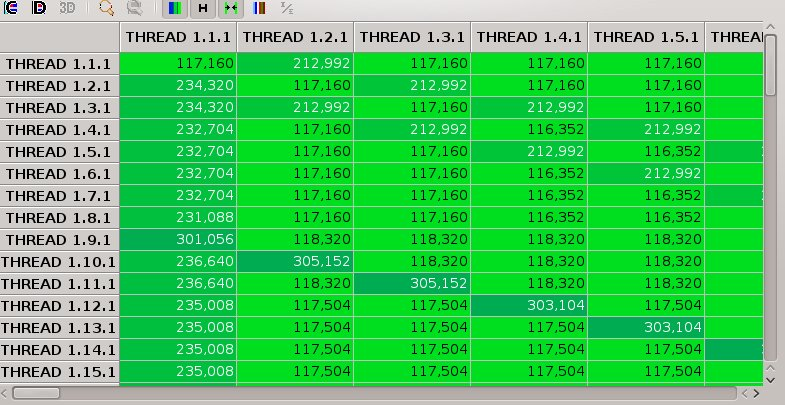 C D 3D H Σ/Σ
THREAD 1.1.1 THREAD 1.2.1 THREAD 1.3.1 THREAD 1.4.1 THREAD 1.5.1 THREA
THREAD 1.1.1 117,160 212,992 117,160 117,160 117,160
THREAD 1.2.1 234,320 117,160 212,992 117,160 117,160
THREAD 1.3.1 234,320 212,992 117,160 212,992 117,160
THREAD 1.4.1 232,704 117,160 212,992 116,352 212,992
THREAD 1.5.1 232,704 117,160 117,160 212,992 116,352
THREAD 1.6.1 232,704 117,160 117,160 116,352 212,992
THREAD 1.7.1 232,704 117,160 117,160 116,352 116,352
THREAD 1.8.1 231,088 117,160 117,160 116,352 116,352
THREAD 1.9.1 301,056 118,320 118,320 118,320 118,320
THREAD 1.10.1 236,640 305,152 118,320 118,320 118,320
THREAD 1.11.1 236,640 118,320 305,152 118,320 118,320
THREAD 1.12.1 235,008 117,504 117,504 303,104 117,504
THREAD 1.13.1 235,008 117,504 117,504 117,504 303,104
THREAD 1.14.1 235,008 117,504 117,504 117,504 117,504
THREAD 1.15.1 235,008 117,504 117,504 117,504 117,504